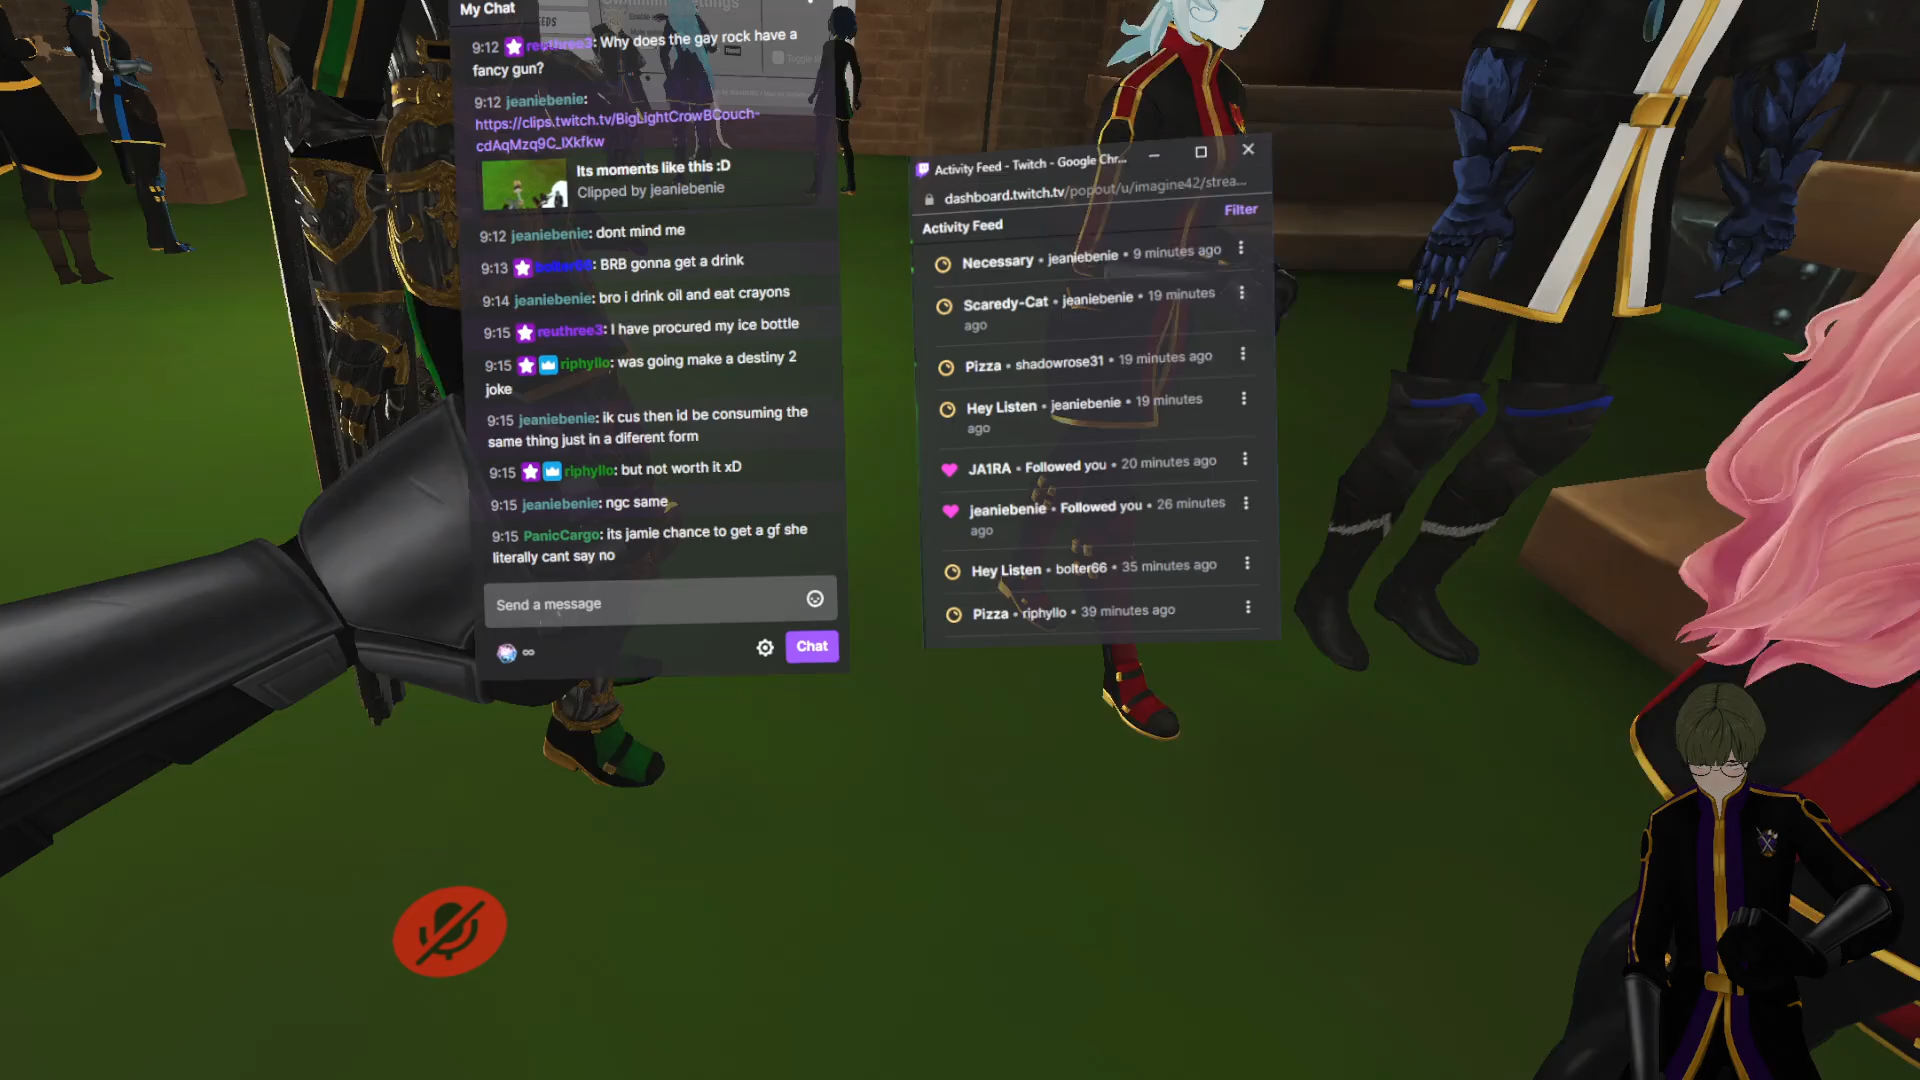 My Chat
9:12 reuthree3: Why does the gay rock have a
fancy gun?
9:12 jeaniebenie:
https://clips.twitch.tv/BigLightCrowBCouch-
cdAqMzq9C_IXkfkw
Its moments like this :D
Clipped by jeaniebenie
9:12 jeaniebenie: dont mind me
9:13 bolter66: BRB gonna get a drink
9:14 jeaniebenie: bro i drink oil and eat crayons
9:15 reuthree3: I have procured my ice bottle
9:15 riphyllo: was going make a destiny 2
joke
9:15 jeaniebenie: ik cus then id be consuming the
same thing just in a diferent form
9:15 riphyllo: but not worth it xD
9:15 jeaniebenie: ngc same
9:15 PanicCargo: its jamie chance to get a gf she
literally cant say no
Send a message
∞
Chat
Activity Feed - Twitch - Google Chr...
dashboard.twitch.tv/popout/u/imagine42/strea...
Filter
Activity Feed
Necessary • jeaniebenie • 9 minutes ago
Scaredy-Cat • jeaniebenie • 19 minutes
ago
Pizza • shadowrose31 • 19 minutes ago
Hey Listen • jeaniebenie • 19 minutes
ago
JA1RA • Followed you • 20 minutes ago
jeaniebenie • Followed you • 26 minutes
ago
Hey Listen • bolter66 • 35 minutes ago
Pizza • riphyllo • 39 minutes ago